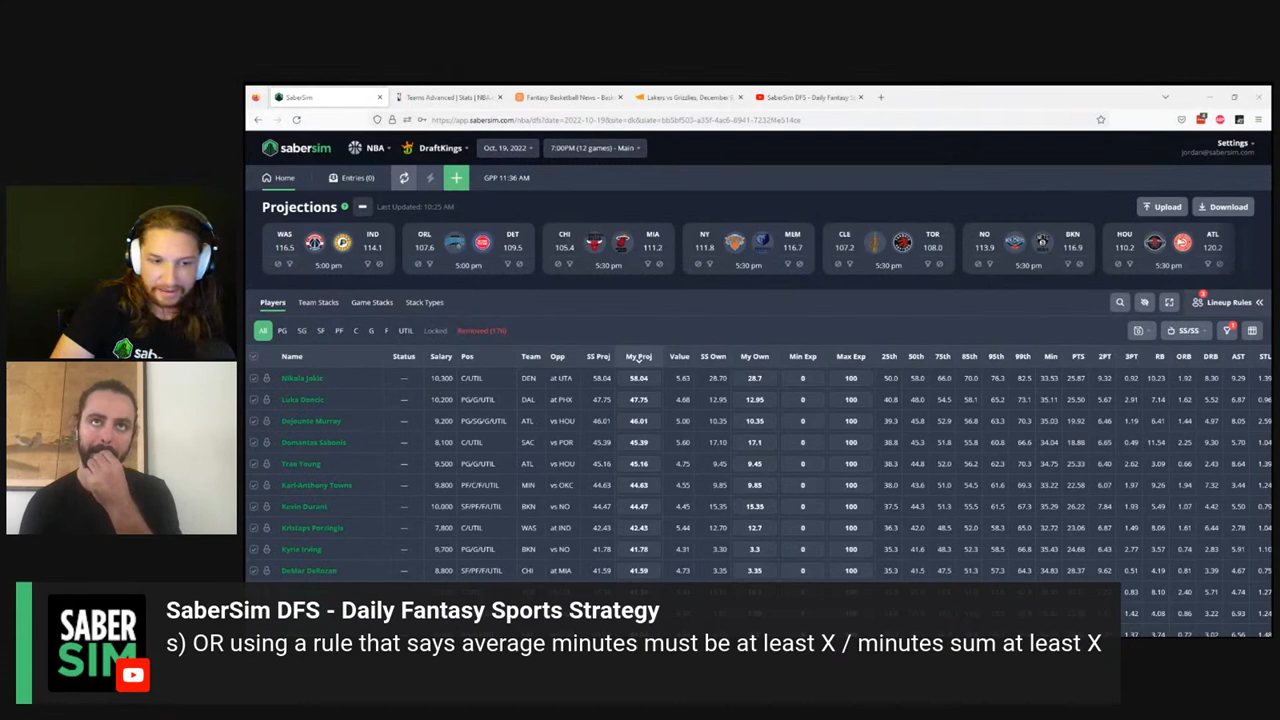 SaberSim
Teams Advanced | Stats | NBA
Fantasy Basketball News - Bask
Lakers vs Grizzlies, December
SaberSim DFS - Daily Fantasy S
sabersim NBA DraftKings Oct. 19, 2022 7:00PM (12 games) - Main Settings
jordan@sabersim.com
Home Entries (0) GPP 11:36 AM
Projections Last Updated: 10:25 AM Upload Download
WAS 116.5 IND 114.1 5:00 pm
ORL 107.6 DET 109.5 5:00 pm
CHI 105.4 MIA 111.2 5:30 pm
NY 111.8 MEM 116.7 5:30 pm
CLE 107.2 TOR 108.0 5:30 pm
NO 113.9 BKN 116.9 5:30 pm
HOU 110.2 ATL 120.2 5:30 pm
Players Team Stacks Game Stacks Stack Types Lineup Rules
All PG SG SF PF C G F UTIL Locked Removed (176) SS/SS
Name Status Salary Pos Team Opp SS Proj My Proj Value SS Own My Own Min Exp Max Exp 25th 50th 75th 85th 95th 99th Min PTS 2PT 3PT RB ORB DRB AST STL
Nikola Jokic — 10,300 C/UTIL DEN at UTA 58.04 58.04 5.63 28.70 28.7 0 100 50.0 58.0 66.0 70.0 76.3 82.5 33.53 25.87 9.32 0.92 10.23 1.92 8.30 9.29
Luka Doncic — 10,200 PG/G/UTIL DAL at PHX 47.75 47.75 4.68 12.95 12.95 0 100 40.8 48.0 54.5 58.1 65.2 73.1 35.11 25.50 5.67 2.91 7.14 1.42 5.52 6.87
Dejounte Murray — 9,200 PG/SG/G/UTIL ATL vs HOU 46.01 46.01 5.00 10.35 10.35 0 100 39.3 45.8 52.9 56.8 63.3 70.3 35.17 19.92 6.46 1.19 6.41 1.44 4.97 8.05
Domantas Sabonis — 8,100 C/UTIL SAC vs POR 45.39 45.39 5.60 17.10 17.1 0 100 38.8 45.3 51.8 55.9 60.8 66.6 34.04 18.88 6.65 0.49 11.54 2.25 9.30 5.70
Trae Young — 9,500 PG/G/UTIL ATL vs HOU 45.16 45.16 4.75 9.45 9.45 0 100 37.8 44.8 52.0 56.3 62.3 70.3 34.75 26.97 6.40 2.62 3.09 0.66 2.43 8.64
Karl-Anthony Towns — 9,800 PF/C/F/UTIL MIN vs OKC 44.63 44.63 4.55 9.85 9.85 0 100 38.0 43.6 51.0 54.5 61.3 69.3 33.22 23.28 6.60 1.97 9.26 1.94 7.32 3.44
Kevin Durant — 10,000 SF/PF/F/UTIL BKN vs NO 44.47 44.47 4.45 15.35 15.35 0 100 37.5 44.3 51.1 55.5 61.5 67.3 35.11 26.22 7.84 1.93 5.49 1.07 4.42 5.50
Kristaps Porzingis — 7,800 C/UTIL WAS at IND 42.43 42.43 5.44 12.70 12.7 0 100 36.3 42.0 48.5 52.0 58.3 65.0 32.72 23.06 6.87 1.49 8.06 1.61 6.44 2.78
Kyrie Irving — 9,700 PG/G/UTIL BKN vs NO 41.78 41.78 4.31 3.30 3.3 0 100 35.3 41.3 48.3 52.3 58.5 66.8 35.43 24.68 6.43 2.77 3.57 0.74 2.83 5.91
DeMar DeRozan — 8,800 SF/PF/F/UTIL CHI at MIA 41.59 41.59 4.73 3.35 3.35 0 100 35.3 41.5 47.5 51.3 57.3 64.3 35.14 28.37 9.62 0.51 4.19 0.81 3.39 4.67
SABER
SIM
SaberSim DFS - Daily Fantasy Sports Strategy
s) OR using a rule that says average minutes must be at least X / minutes sum at least X